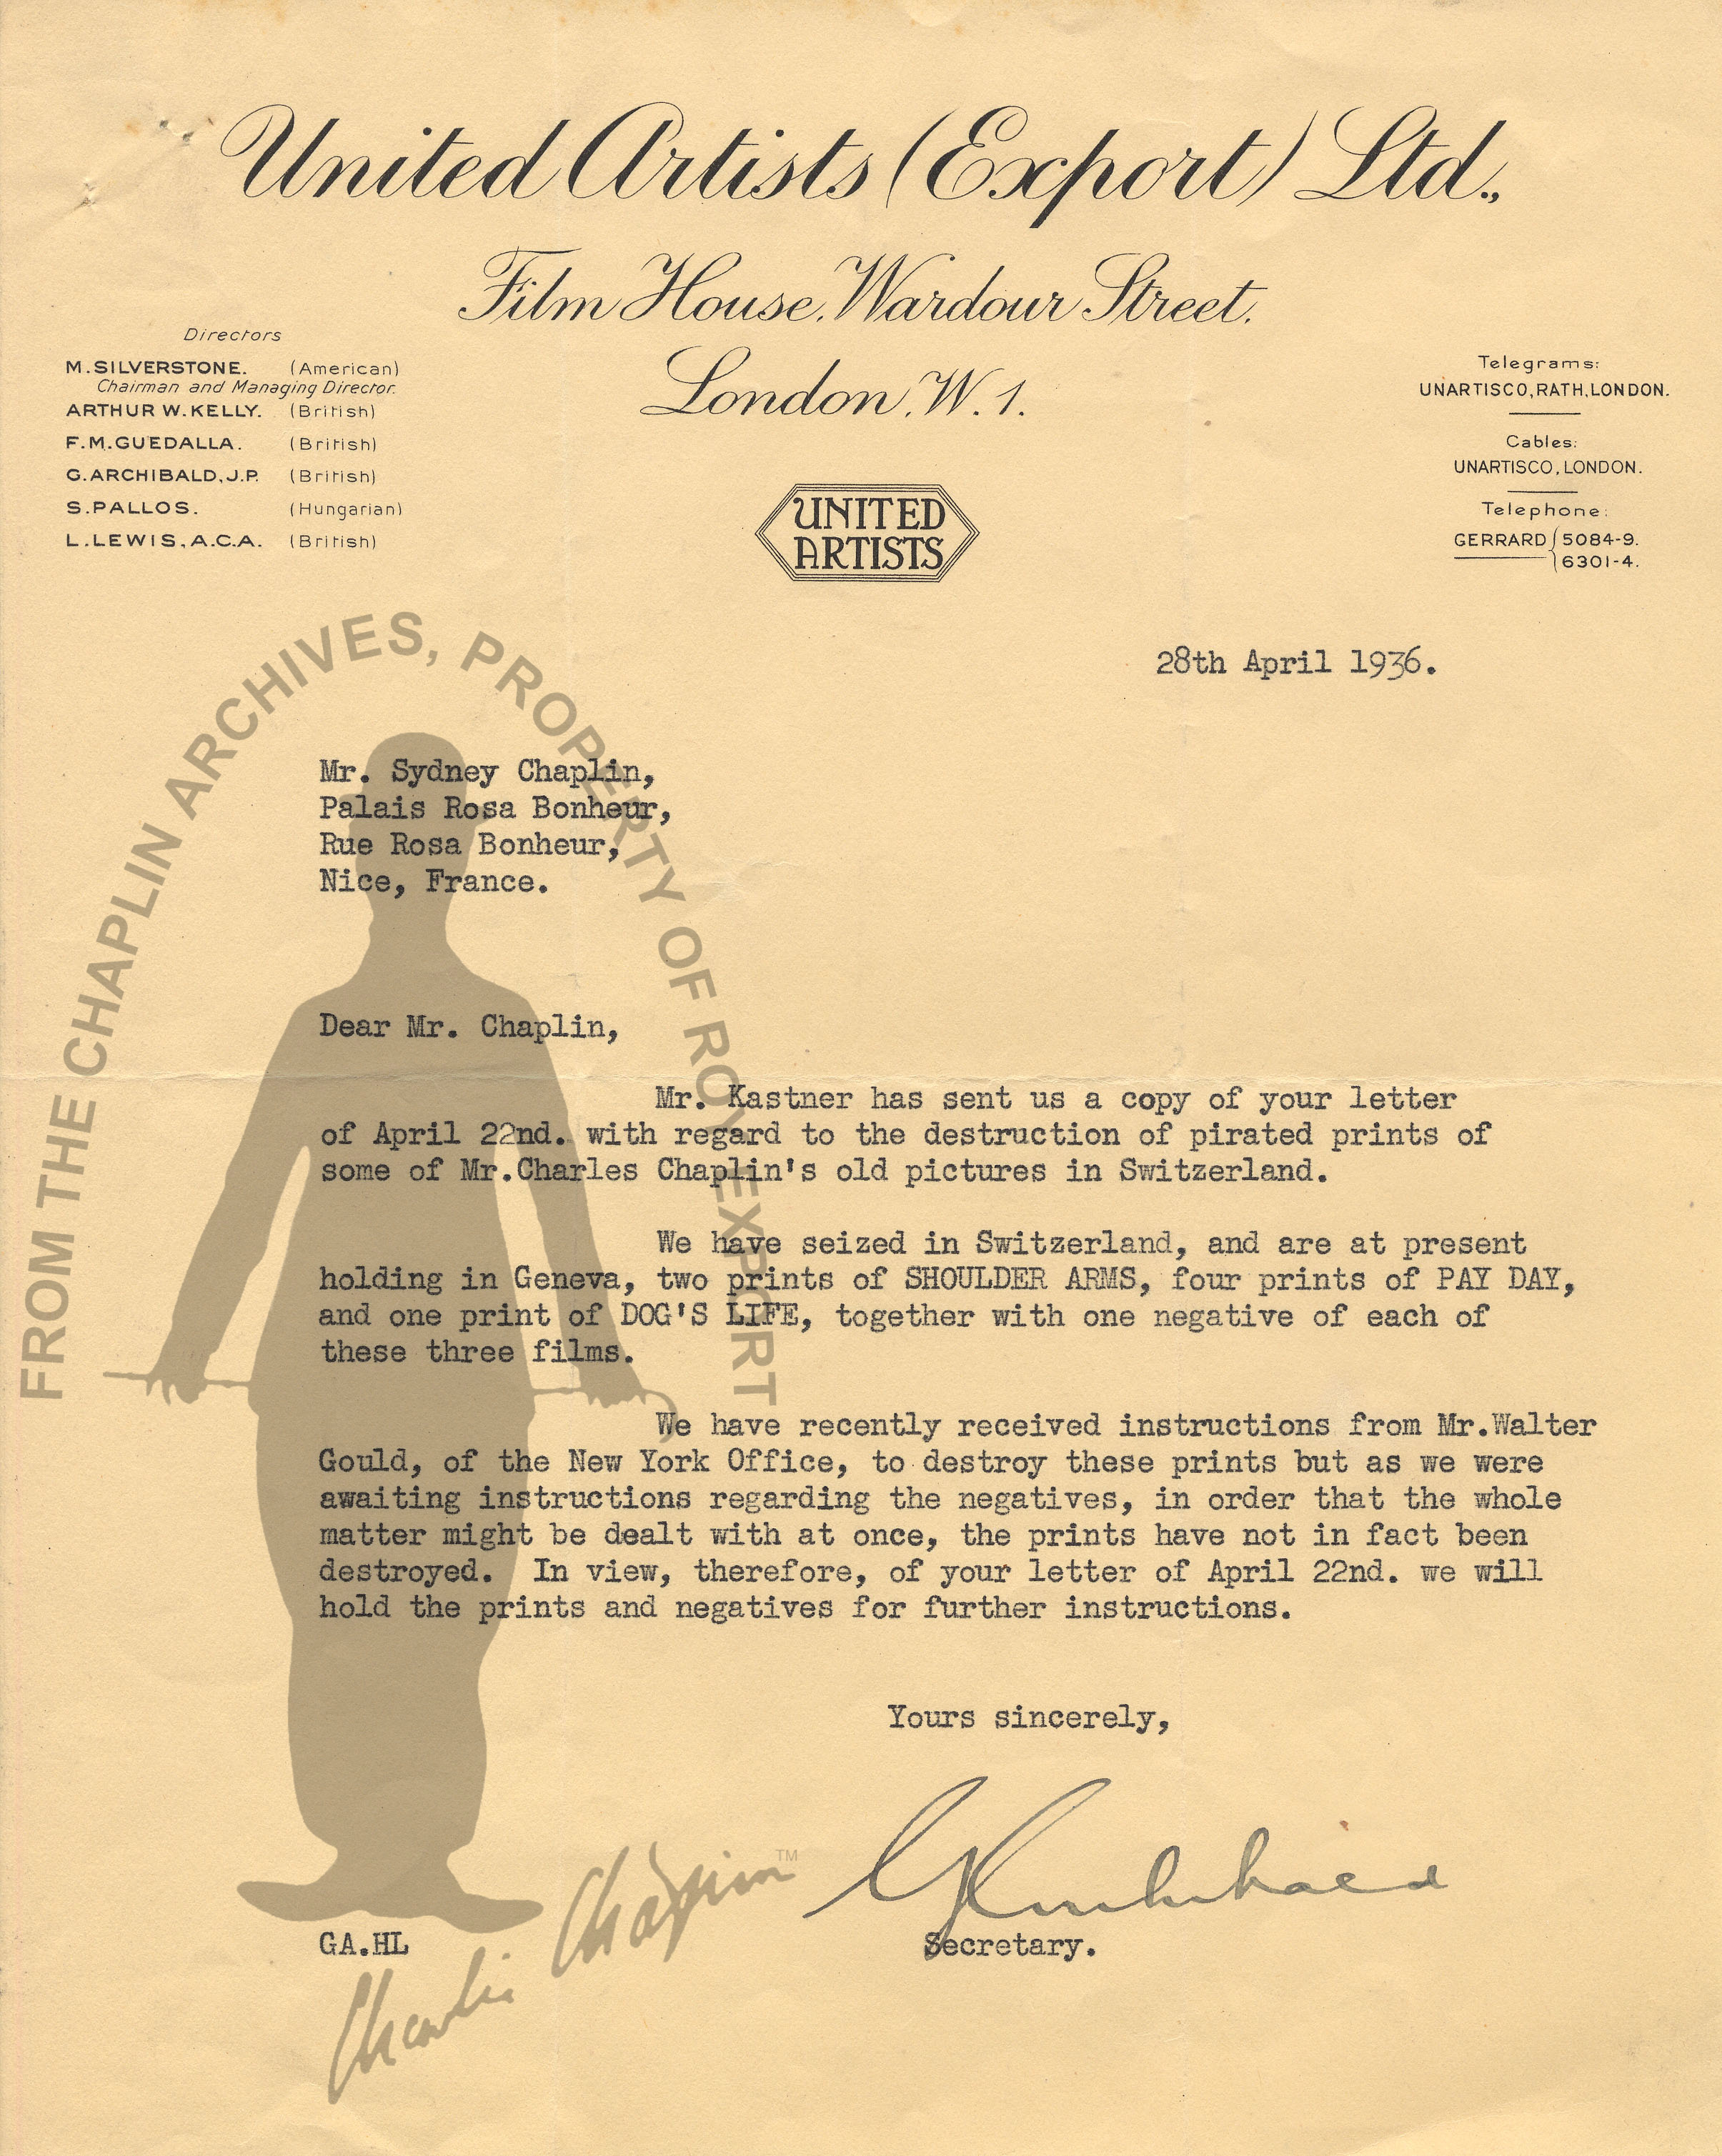 United Artists (Export) Ltd.,
Film House, Wardour Street,
London, W.1.
Directors
M. SILVERSTONE. (American)
Chairman and Managing Director.
ARTHUR W. KELLY. (British)
F. M. GUEDALLA. (British)
G. ARCHIBALD, J.P. (British)
S. PALLOS. (Hungarian)
L. LEWIS, A.C.A. (British)
Telegrams:
UNARTISCO, RATH, LONDON.
Cables:
UNARTISCO, LONDON.
Telephone:
GERRARD { 5084-9.
6301-4.
UNITED
ARTISTS
28th April 1936.
Mr. Sydney Chaplin,
Palais Rosa Bonheur,
Rue Rosa Bonheur,
Nice, France.
Dear Mr. Chaplin,
Mr. Kastner has sent us a copy of your letter
of April 22nd. with regard to the destruction of pirated prints of
some of Mr.Charles Chaplin's old pictures in Switzerland.
We have seized in Switzerland, and are at present
holding in Geneva, two prints of SHOULDER ARMS, four prints of PAY DAY,
and one print of DOG'S LIFE, together with one negative of each of
these three films.
We have recently received instructions from Mr.Walter
Gould, of the New York Office, to destroy these prints but as we were
awaiting instructions regarding the negatives, in order that the whole
matter might be dealt with at once, the prints have not in fact been
destroyed. In view, therefore, of your letter of April 22nd. we will
hold the prints and negatives for further instructions.
Yours sincerely,
GA.HL
Secretary.
FROM THE CHAPLIN ARCHIVES, PROPERTY OF ROY EXPORT
Charlie Chaplin TM